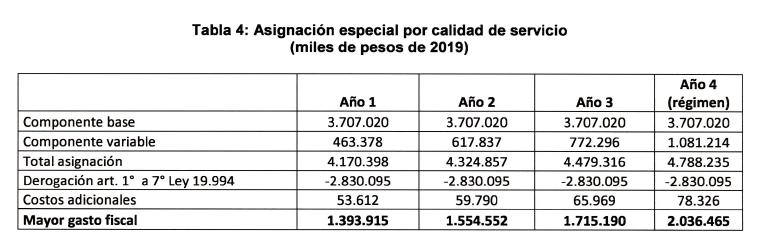 Tabla 4: Asignación especial por calidad de servicio
(miles de pesos de 2019)
Año 1 Año 2 Año 3 Año 4 (régimen)
Componente base 3.707.020 3.707.020 3.707.020 3.707.020
Componente variable 463.378 617.837 772.296 1.081.214
Total asignación 4.170.398 4.324.857 4.479.316 4.788.235
Derogación art. 1° a 7° Ley 19.994 -2.830.095 -2.830.095 -2.830.095 -2.830.095
Costos adicionales 53.612 59.790 65.969 78.326
Mayor gasto fiscal 1.393.915 1.554.552 1.715.190 2.036.465